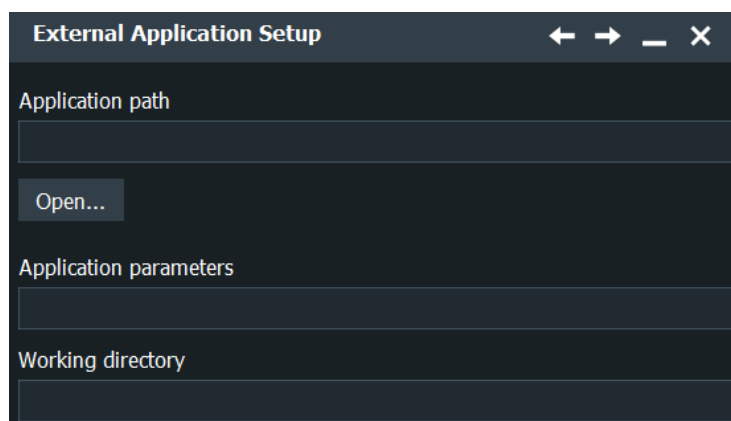 External Application Setup
Application path
Open...
Application parameters
Working directory